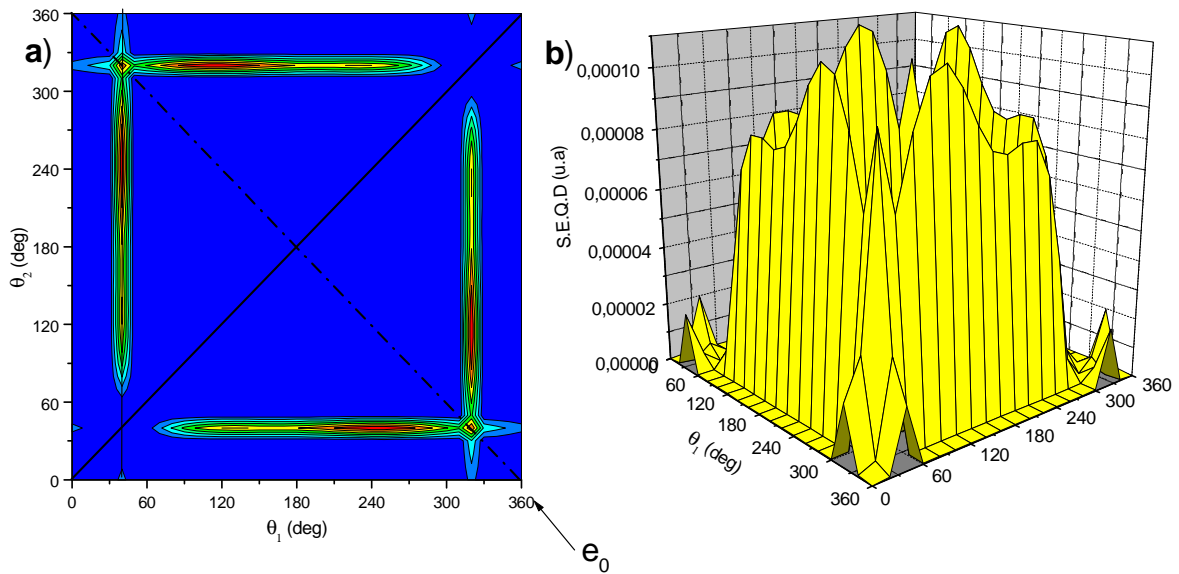 a)
360
300
240
180
120
60
0
θ2 (deg)
0 60 120 180 240 300 360
θ1 (deg)
e0
b)
0,00010
0,00008
0,00006
0,00004
0,00002
0,00000
S.E.Q.D (u.a)
0 60 120 180 240 300 360
θ1 (deg)
0 60 120 180 240 300 360